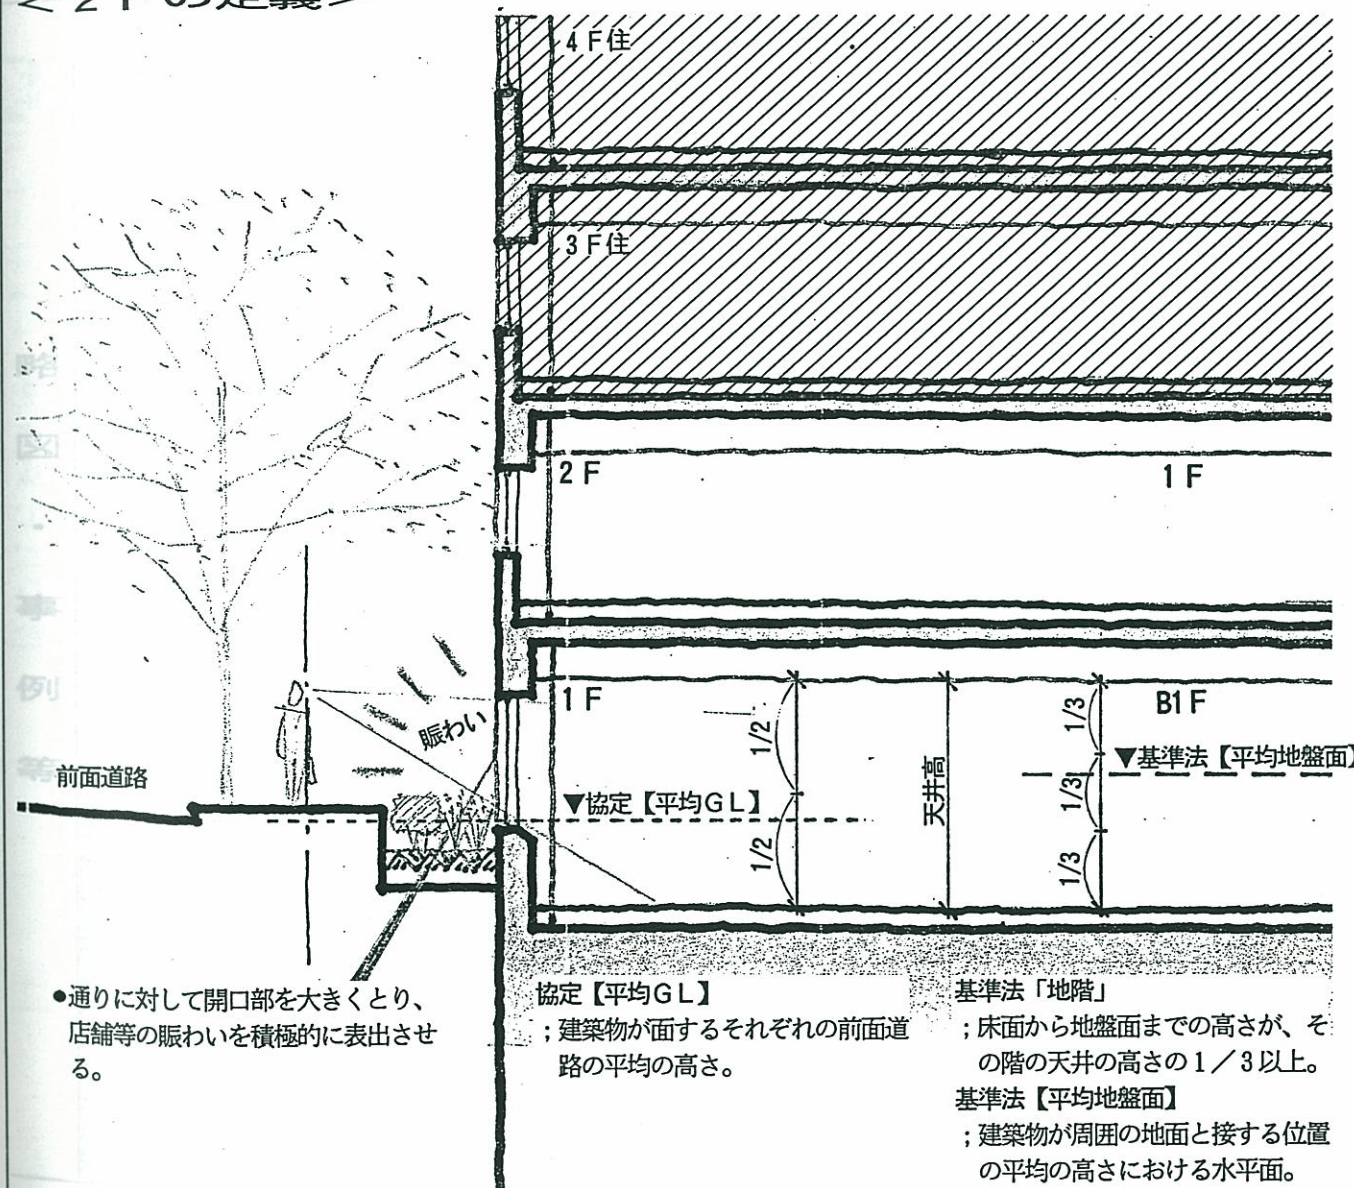 4F住
3F住
2F
1F
1F
B1F
賑わい
前面道路
▼協定【平均GL】
1/2
1/2
天井高
1/3
1/3
1/3
▼基準法【平均地盤面】
●通りに対して開口部を大きくとり、
店舗等の賑わいを積極的に表出させ
る。
協定【平均GL】
；建築物が面するそれぞれの前面道
路の平均の高さ。
基準法「地階」
；床面から地盤面までの高さが、そ
の階の天井の高さの1／3以上。
基準法【平均地盤面】
；建築物が周囲の地面と接する位置
の平均の高さにおける水平面。